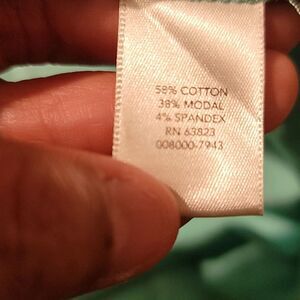 58% COTTON
38% MODAL
4% SPANDEX
RN 63823
008000-7943